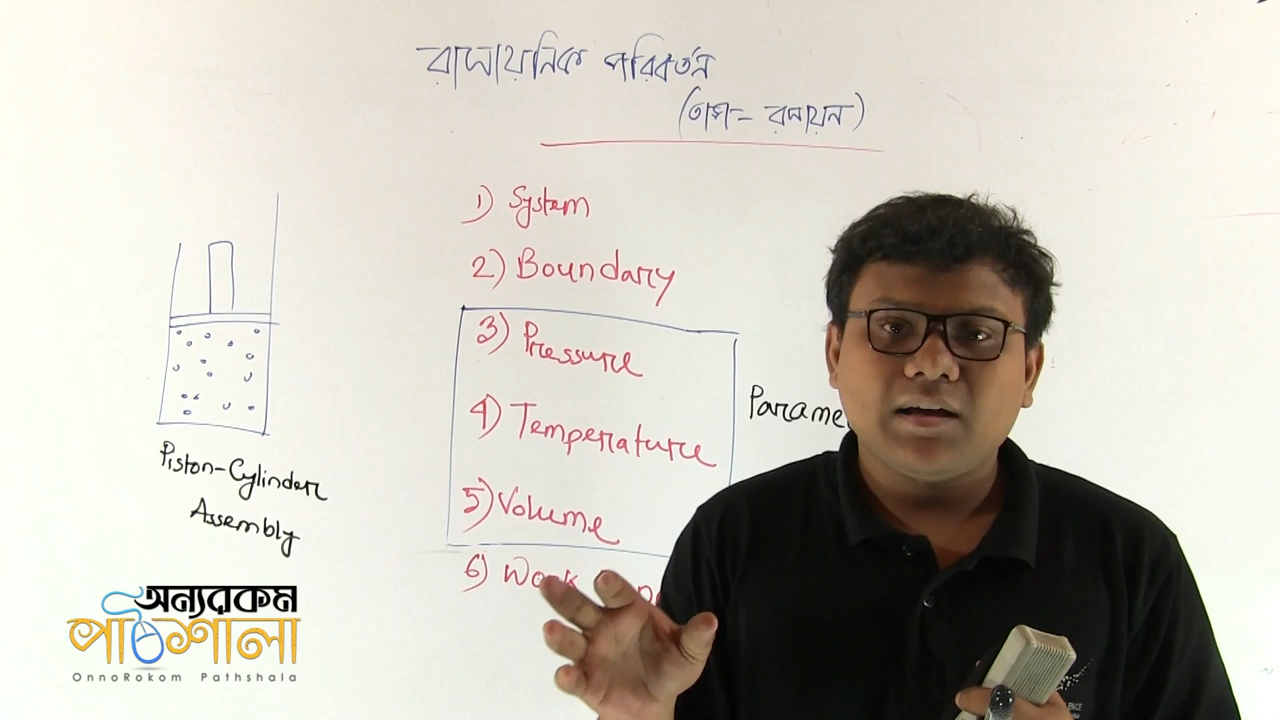 রাসায়নিক পরিবর্তন
(তাপ- রসায়ন)
1) System
2) Boundary
3) Pressure
4) Temperature
5) Volume
6) Work
Parame
Piston-Cylinder
Assembly
অন্যরকম
পাঠশালা
OnnoRokom Pathshala